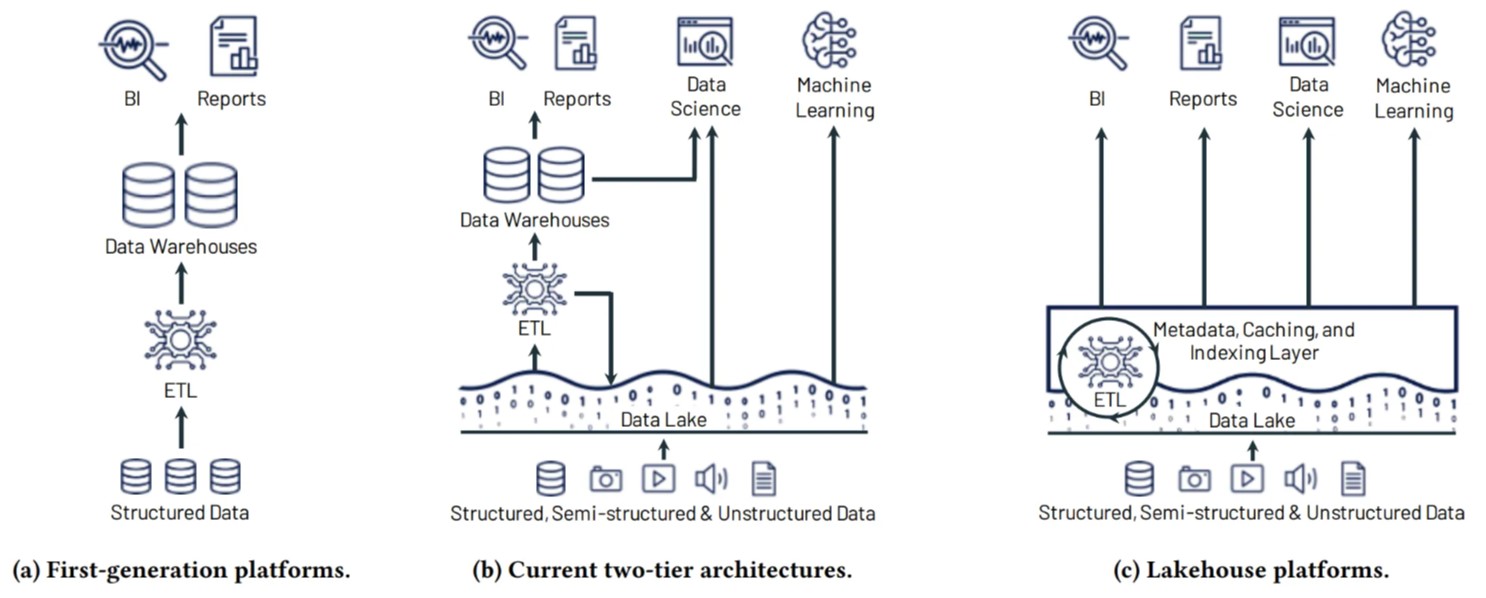 BI
Reports
Data Warehouses
ETL
Structured Data
(a) First-generation platforms.
BI
Reports
Data
Science
Machine
Learning
Data Warehouses
ETL
Data Lake
Structured, Semi-structured & Unstructured Data
(b) Current two-tier architectures.
BI
Reports
Data
Science
Machine
Learning
Metadata, Caching, and
Indexing Layer
ETL
Data Lake
Structured, Semi-structured & Unstructured Data
(c) Lakehouse platforms.